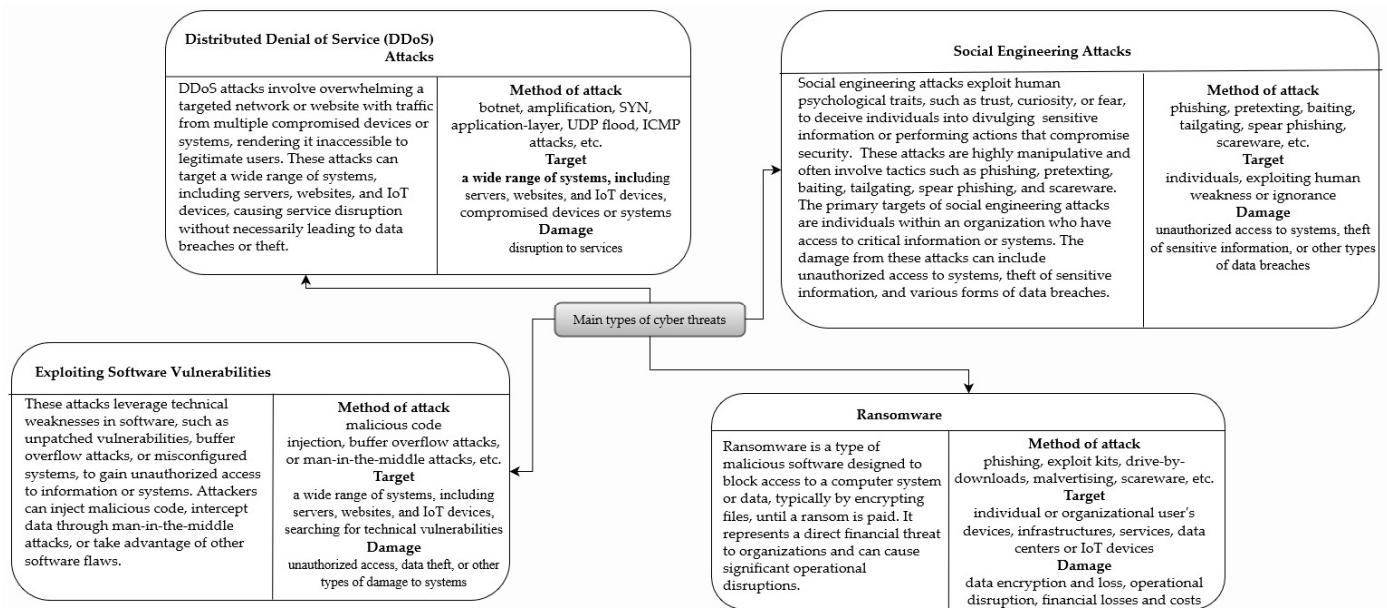 Distributed Denial of Service (DDoS)
Attacks
DDoS attacks involve overwhelming a
targeted network or website with traffic
from multiple compromised devices or
systems, rendering it inaccessible to
legitimate users. These attacks can
target a wide range of systems,
including servers, websites, and IoT
devices, causing service disruption
without necessarily leading to data
breaches or theft.
Method of attack
botnet, amplification, SYN,
application-layer, UDP flood, ICMP
attacks, etc.
Target
a wide range of systems, including
servers, websites, and IoT devices,
compromised devices or systems
Damage
disruption to services
Social Engineering Attacks
Social engineering attacks exploit human
psychological traits, such as trust, curiosity, or fear,
to deceive individuals into divulging sensitive
information or performing actions that compromise
security. These attacks are highly manipulative and
often involve tactics such as phishing, pretexting,
baiting, tailgating, spear phishing, and scareware.
The primary targets of social engineering attacks
are individuals within an organization who have
access to critical information or systems. The
damage from these attacks can include
unauthorized access to systems, theft of sensitive
information, and various forms of data breaches.
Method of attack
phishing, pretexting, baiting,
tailgating, spear phishing,
scareware, etc.
Target
individuals, exploiting human
weakness or ignorance
Damage
unauthorized access to systems, theft
of sensitive information, or other types
of data breaches
Main types of cyber threats
Exploiting Software Vulnerabilities
These attacks leverage technical
weaknesses in software, such as
unpatched vulnerabilities, buffer
overflow attacks, or misconfigured
systems, to gain unauthorized access
to information or systems. Attackers
can inject malicious code, intercept
data through man-in-the-middle
attacks, or take advantage of other
software flaws.
Method of attack
malicious code
injection, buffer overflow attacks,
or man-in-the-middle attacks, etc.
Target
a wide range of systems, including
servers, websites, and IoT devices,
searching for technical vulnerabilities
Damage
unauthorized access, data theft, or other
types of damage to systems
Ransomware
Ransomware is a type of
malicious software designed to
block access to a computer system
or data, typically by encrypting
files, until a ransom is paid. It
represents a direct financial threat
to organizations and can cause
significant operational
disruptions.
Method of attack
phishing, exploit kits, drive-by-
downloads, malvertising, scareware, etc.
Target
individual or organizational user's
devices, infrastructures, services, data
centers or IoT devices
Damage
data encryption and loss, operational
disruption, financial losses and costs